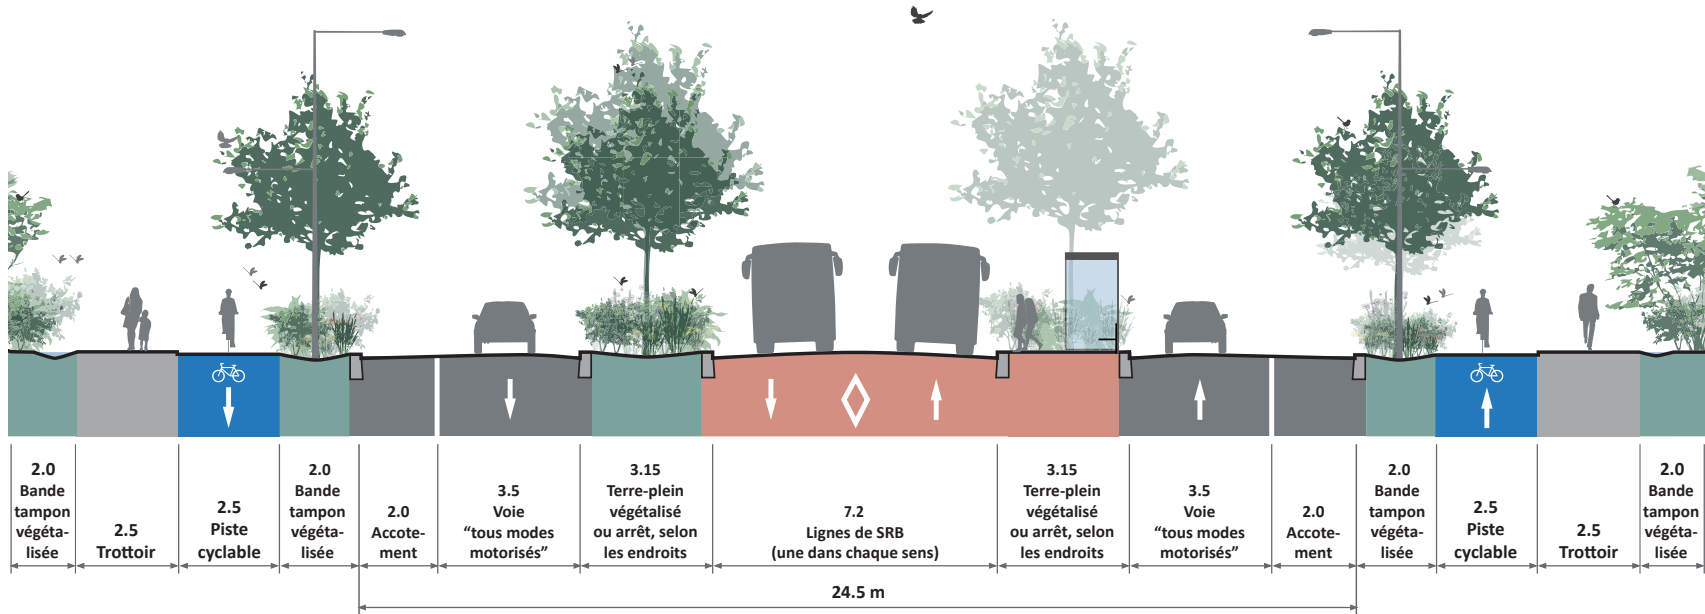 2.0
Bande
tampon
végéta-
lisée
2.5
Trottoir
2.5
Piste
cyclable
2.0
Bande
tampon
végéta-
lisée
2.0
Accote-
ment
3.5
Voie
“tous modes
motorisés”
3.15
Terre-plein
végétalisé
ou arrêt, selon
les endroits
7.2
Lignes de SRB
(une dans chaque sens)
3.15
Terre-plein
végétalisé
ou arrêt, selon
les endroits
3.5
Voie
“tous modes
motorisés”
2.0
Accote-
ment
2.0
Bande
tampon
végéta-
lisée
2.5
Piste
cyclable
2.5
Trottoir
2.0
Bande
tampon
végéta-
lisée
24.5 m